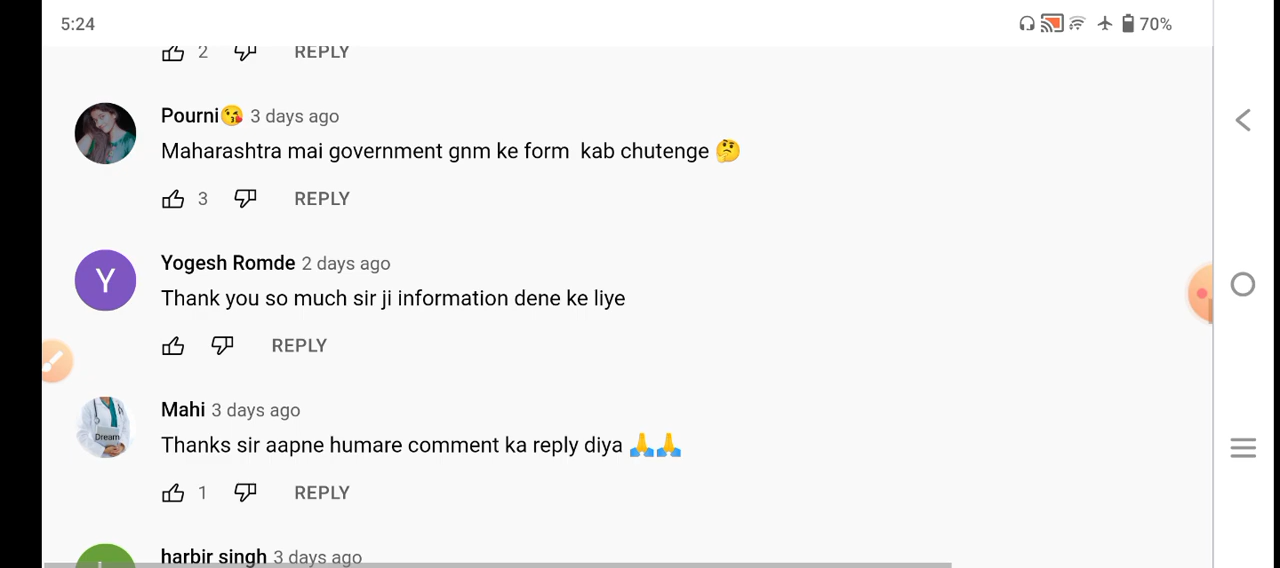 5:24
70%
2 REPLY
Pourni😘 3 days ago
Maharashtra mai government gnm ke form kab chutenge 🤔
3 REPLY
Yogesh Romde 2 days ago
Thank you so much sir ji information dene ke liye
REPLY
Y
Mahi 3 days ago
Dream
Thanks sir aapne humare comment ka reply diya 🙏🙏
1 REPLY
harbir singh 3 days ago